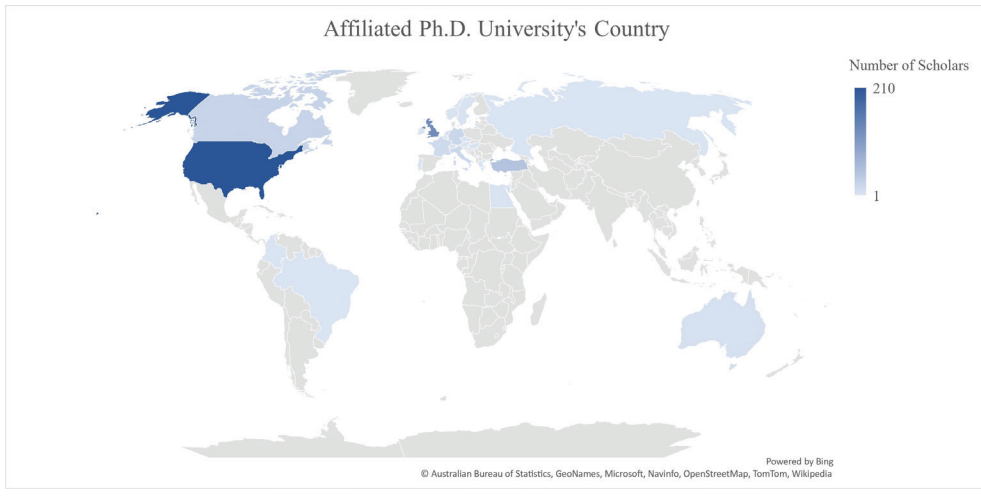 Affiliated Ph.D. University's Country
Number of Scholars
210
1
Powered by Bing
© Australian Bureau of Statistics, GeoNames, Microsoft, Navinfo, OpenStreetMap, TomTom, Wikipedia